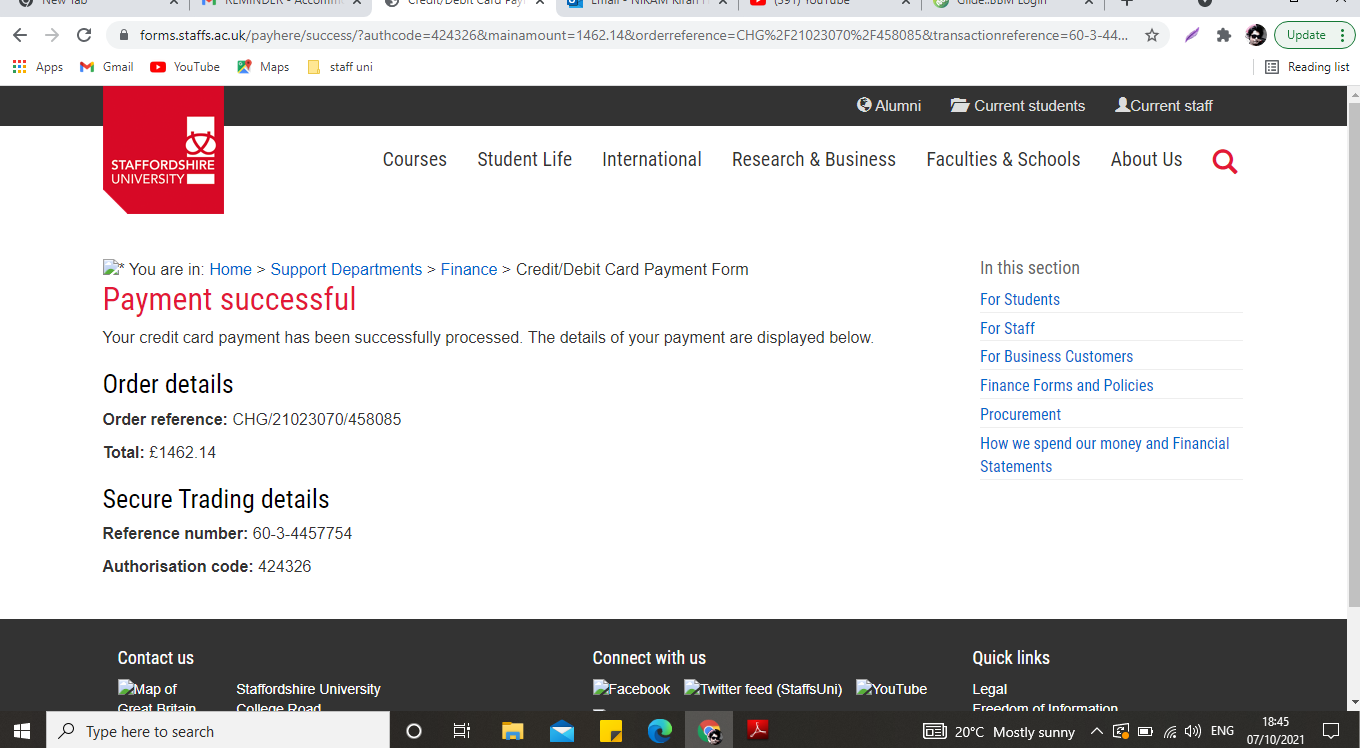 New Tab
REMINDER - Accomm
Credit/Debit Card Pay
Email - NIKAM Kiran
(391) YouTube
Glide::BBM Login
forms.staffs.ac.uk/payhere/success/?authcode=424326&mainamount=1462.14&orderreference=CHG%2F21023070%2F458085&transactionreference=60-3-44...
Update
Apps
Gmail
YouTube
Maps
staff uni
Reading list
Alumni
Current students
Current staff
STAFFORDSHIRE
UNIVERSITY
Courses
Student Life
International
Research & Business
Faculties & Schools
About Us
* You are in: Home > Support Departments > Finance > Credit/Debit Card Payment Form
Payment successful
Your credit card payment has been successfully processed. The details of your payment are displayed below.
Order details
Order reference: CHG/21023070/458085
Total: £1462.14
Secure Trading details
Reference number: 60-3-4457754
Authorisation code: 424326
In this section
For Students
For Staff
For Business Customers
Finance Forms and Policies
Procurement
How we spend our money and Financial
Statements
Contact us
Map of
Great Britain
Staffordshire University
College Road
Connect with us
Facebook
Twitter feed (StaffsUni)
YouTube
Quick links
Legal
Freedom of Information
Type here to search
20°C Mostly sunny
ENG
18:45
07/10/2021